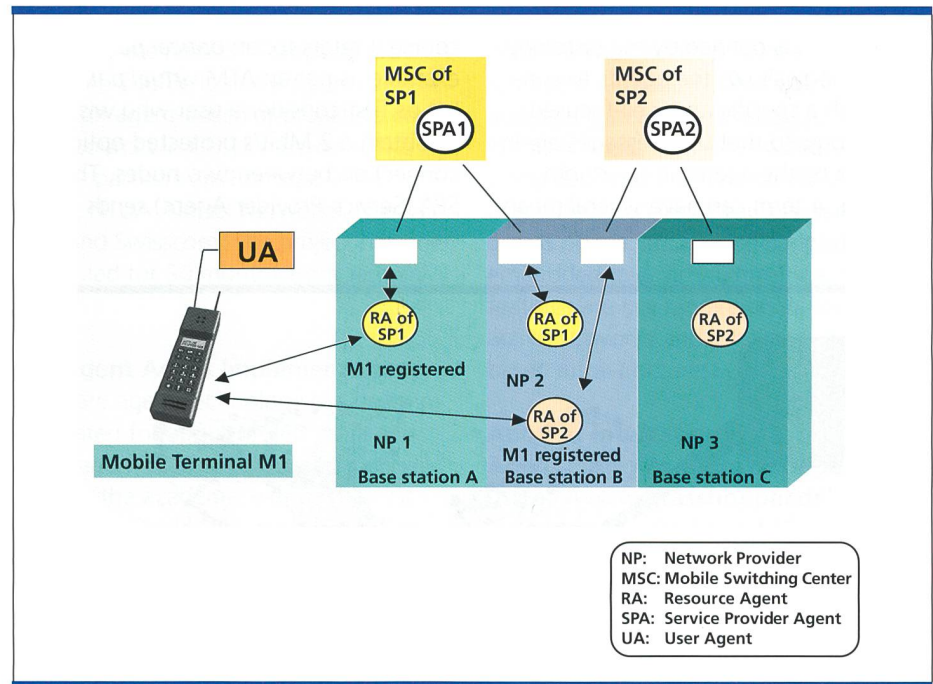 MSC of
SP1
SPA1
MSC of
SP2
SPA2
UA
RA of
SP1
M1 registered
NP 1
Base station A
RA of
SP1
NP 2
RA of
SP2
M1 registered
Base station B
RA of
SP2
NP 3
Base station C
Mobile Terminal M1
NP: Network Provider
MSC: Mobile Switching Center
RA: Resource Agent
SPA: Service Provider Agent
UA: User Agent